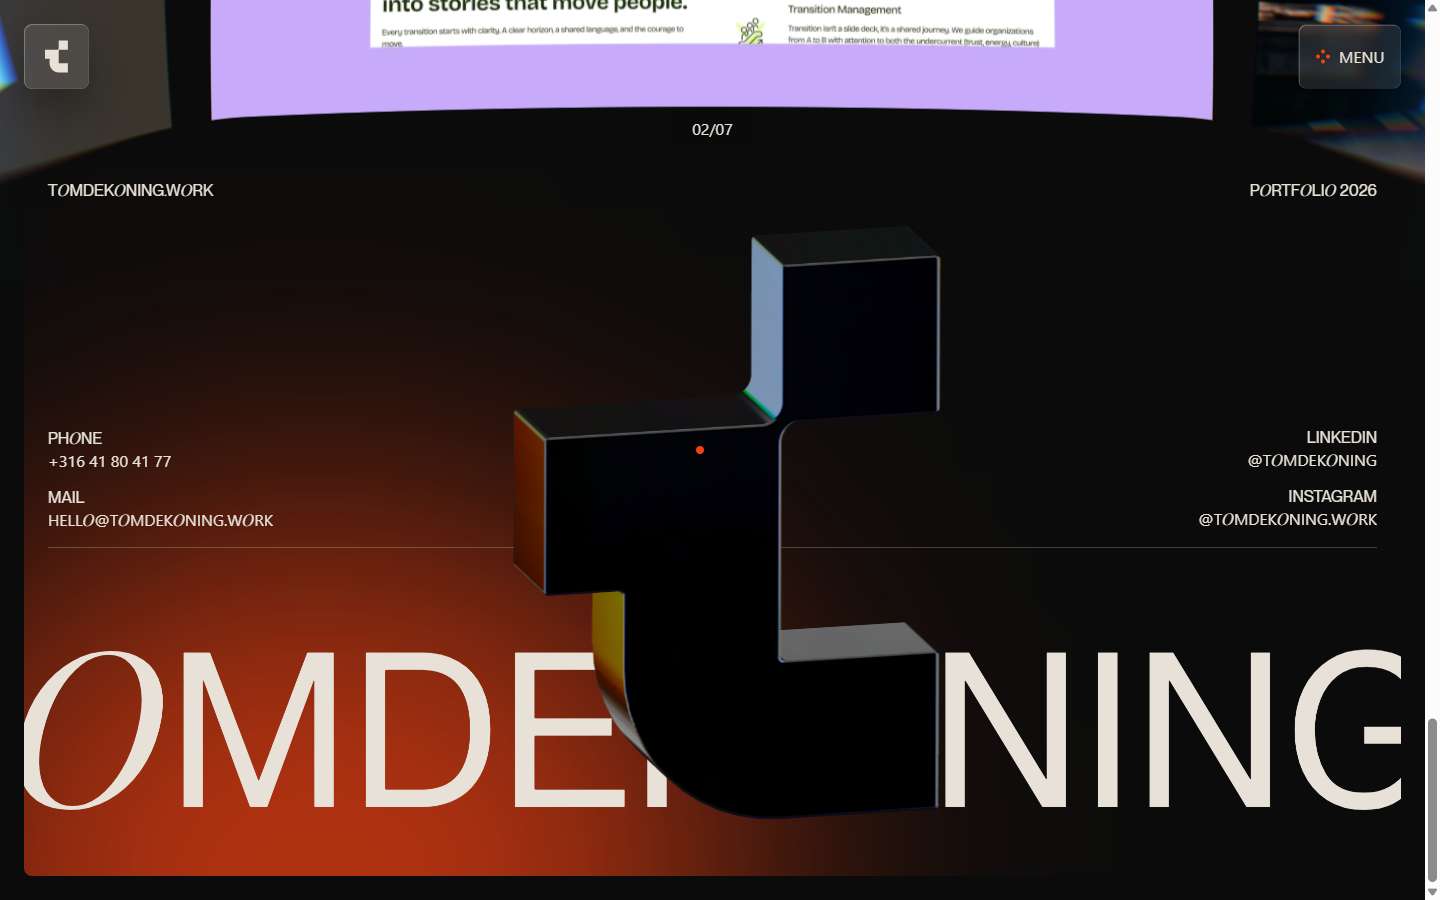 into stories that move people.
Every transition starts with clarity. A clear horizon, a shared language, and the courage to
move.
Transition Management
Transition isn't a slide deck, it's a shared journey. We guide organizations
from A to B with attention to both the undercurrent (trust, energy, culture)
MENU
02/07
TOMDEKONING.WORK
PORTFOLIO 2026
PHONE
+316 41 80 41 77
MAIL
HELLO@TOMDEKONING.WORK
LINKEDIN
@TOMDEKONING
INSTAGRAM
@TOMDEKONING.WORK
OMDEK NING